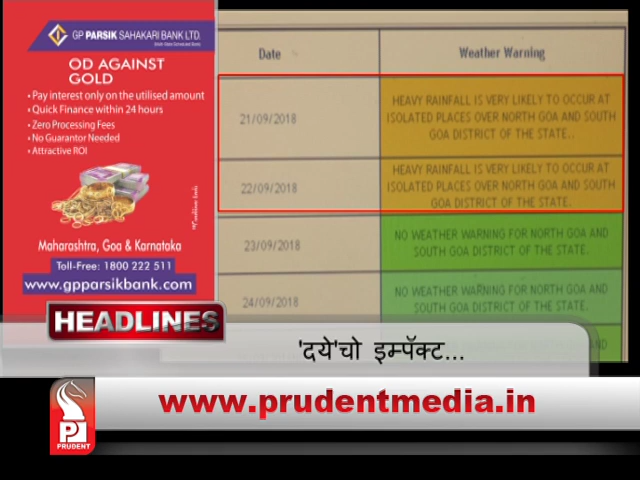 GP PARSIK SAHAKARI BANK LTD.
OD AGAINST
GOLD
• Pay interest only on the utilised amount
• Quick Finance within 24 hours
• Zero Processing Fees
• No Guarantor Needed
• Attractive ROI
Maharashtra, Goa & Karnataka
Toll-Free: 1800 222 511
www.gpparsikbank.com
Date Weather Warning
21/09/2018
HEAVY RAINFALL IS VERY LIKELY TO OCCUR AT
ISOLATED PLACES OVER NORTH GOA AND SOUTH
GOA DISTRICT OF THE STATE..
22/09/2018
HEAVY RAINFALL IS VERY LIKELY TO OCCUR AT
ISOLATED PLACES OVER NORTH GOA AND SOUTH
GOA DISTRICT OF THE STATE.
23/09/2018
NO WEATHER WARNING FOR NORTH GOA AND
SOUTH GOA DISTRICT OF THE STATE.
24/09/2018
NO WEATHER WARNING FOR NORTH GOA AND
SOUTH GOA DISTRICT OF THE STATE.
HEADLINES
'दये'चो इम्पॅक्ट...
www.prudentmedia.in
PRUDENT